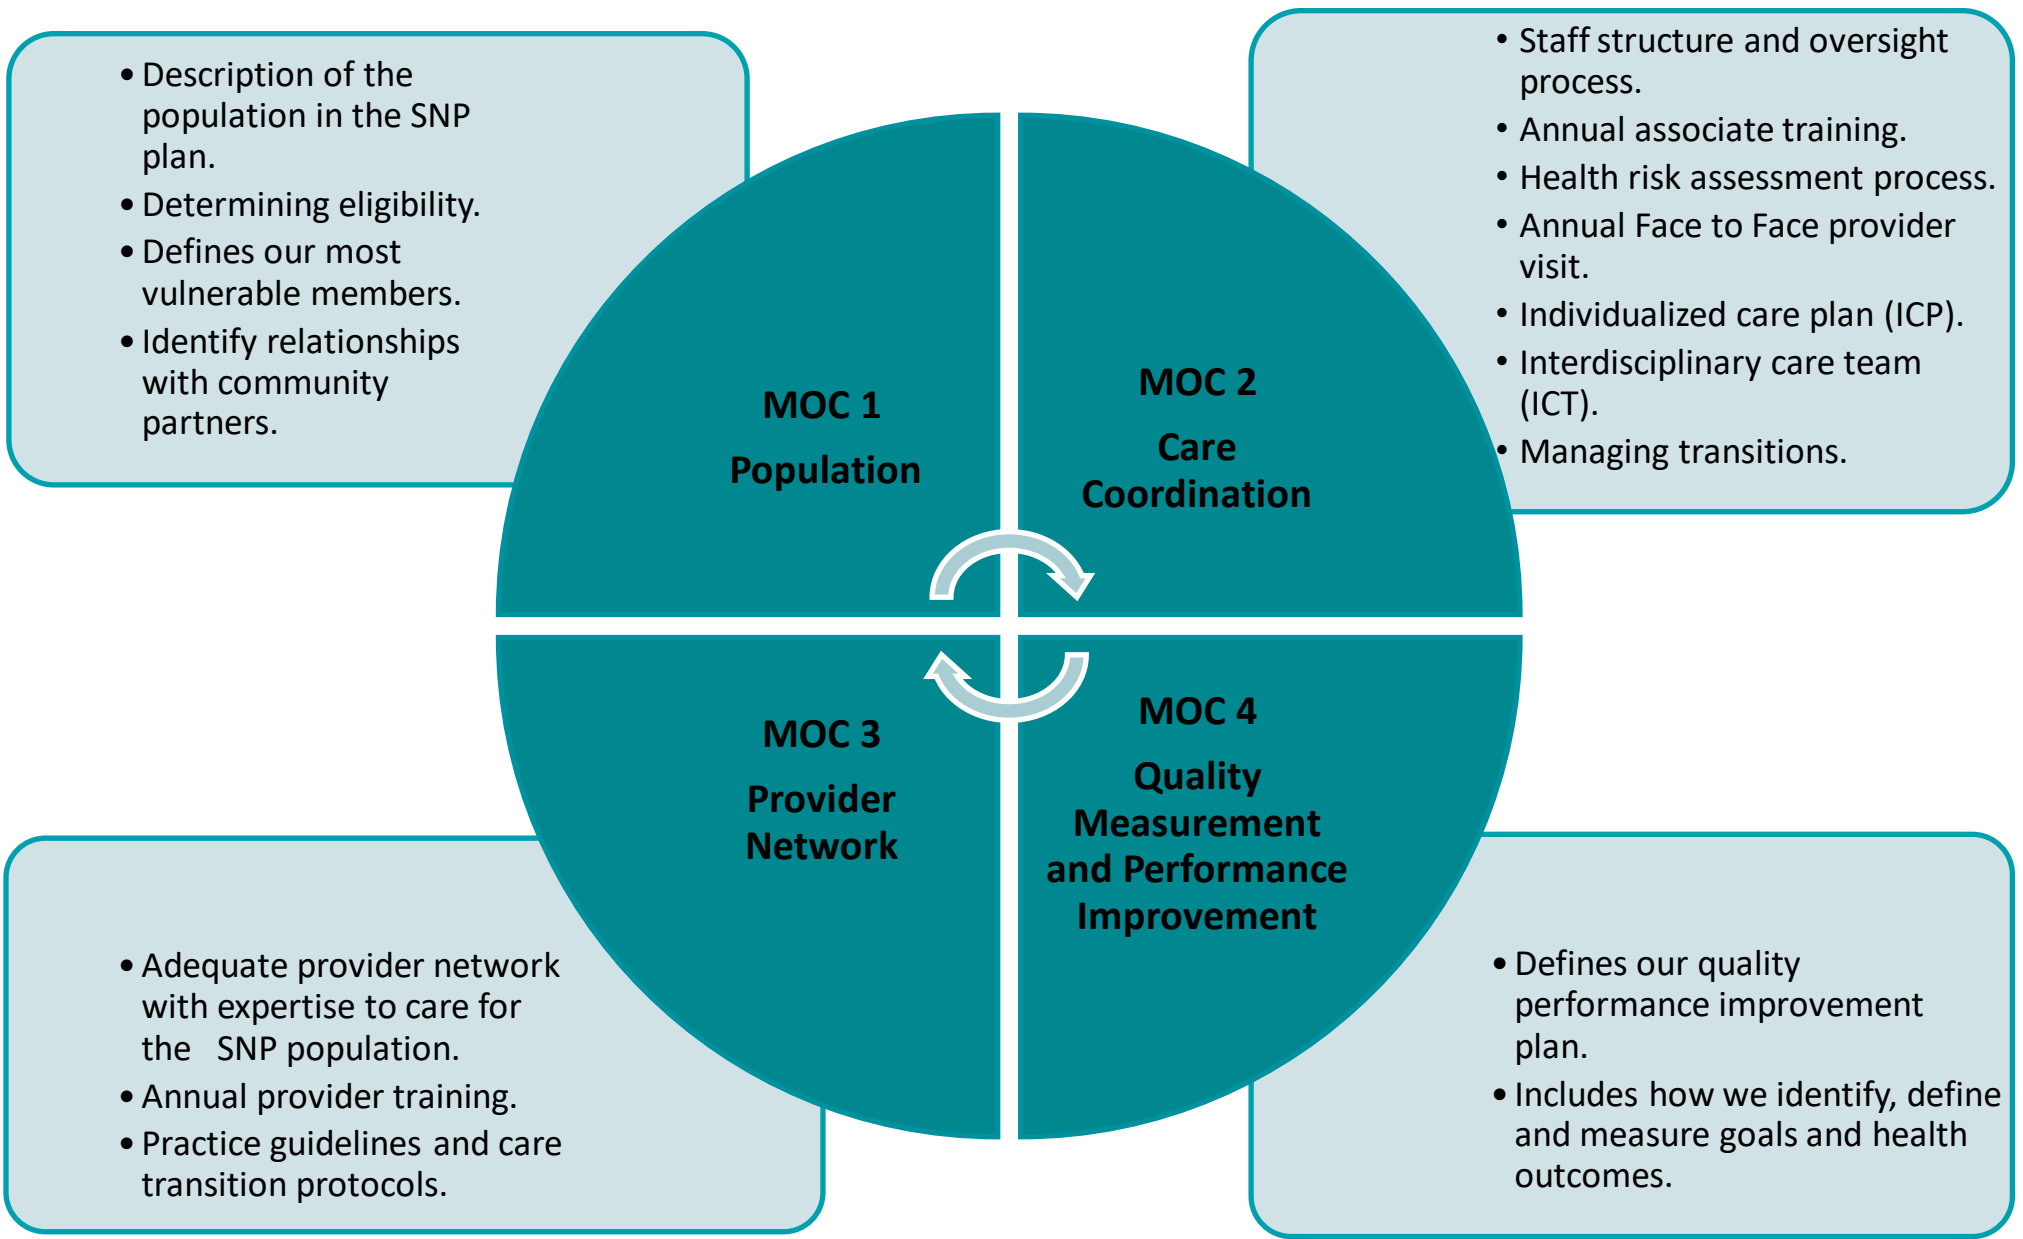 • Description of the
population in the SNP
plan.
• Determining eligibility.
• Defines our most
vulnerable members.
• Identify relationships
with community
partners.
• Staff structure and oversight
process.
• Annual associate training.
• Health risk assessment process.
• Annual Face to Face provider
visit.
• Individualized care plan (ICP).
• Interdisciplinary care team
(ICT).
• Managing transitions.
MOC 1
Population
MOC 2
Care
Coordination
MOC 3
Provider
Network
MOC 4
Quality
Measurement
and Performance
Improvement
• Adequate provider network
with expertise to care for
the   SNP population.
• Annual provider training.
• Practice guidelines and care
transition protocols.
• Defines our quality
performance improvement
plan.
• Includes how we identify, define
and measure goals and health
outcomes.